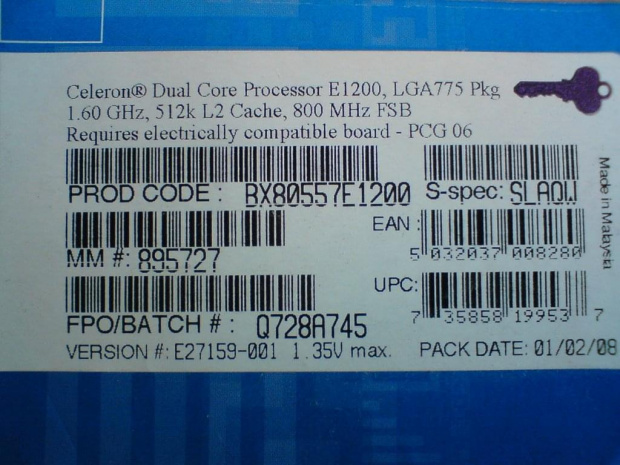 Celeron® Dual Core Processor E1200, LGA775 Pkg
1.60 GHz, 512k L2 Cache, 800 MHz FSB
Requires electrically compatible board - PCG 06
PROD CODE : BX80557E1200 S-spec: SLAQW
EAN :
5 032037 008280
MM #: 895727
UPC:
7 35858 19953 7
FPO/BATCH # : Q728A745
VERSION #: E27159-001 1.35V max. PACK DATE: 01/02/08
Made in Malaysia